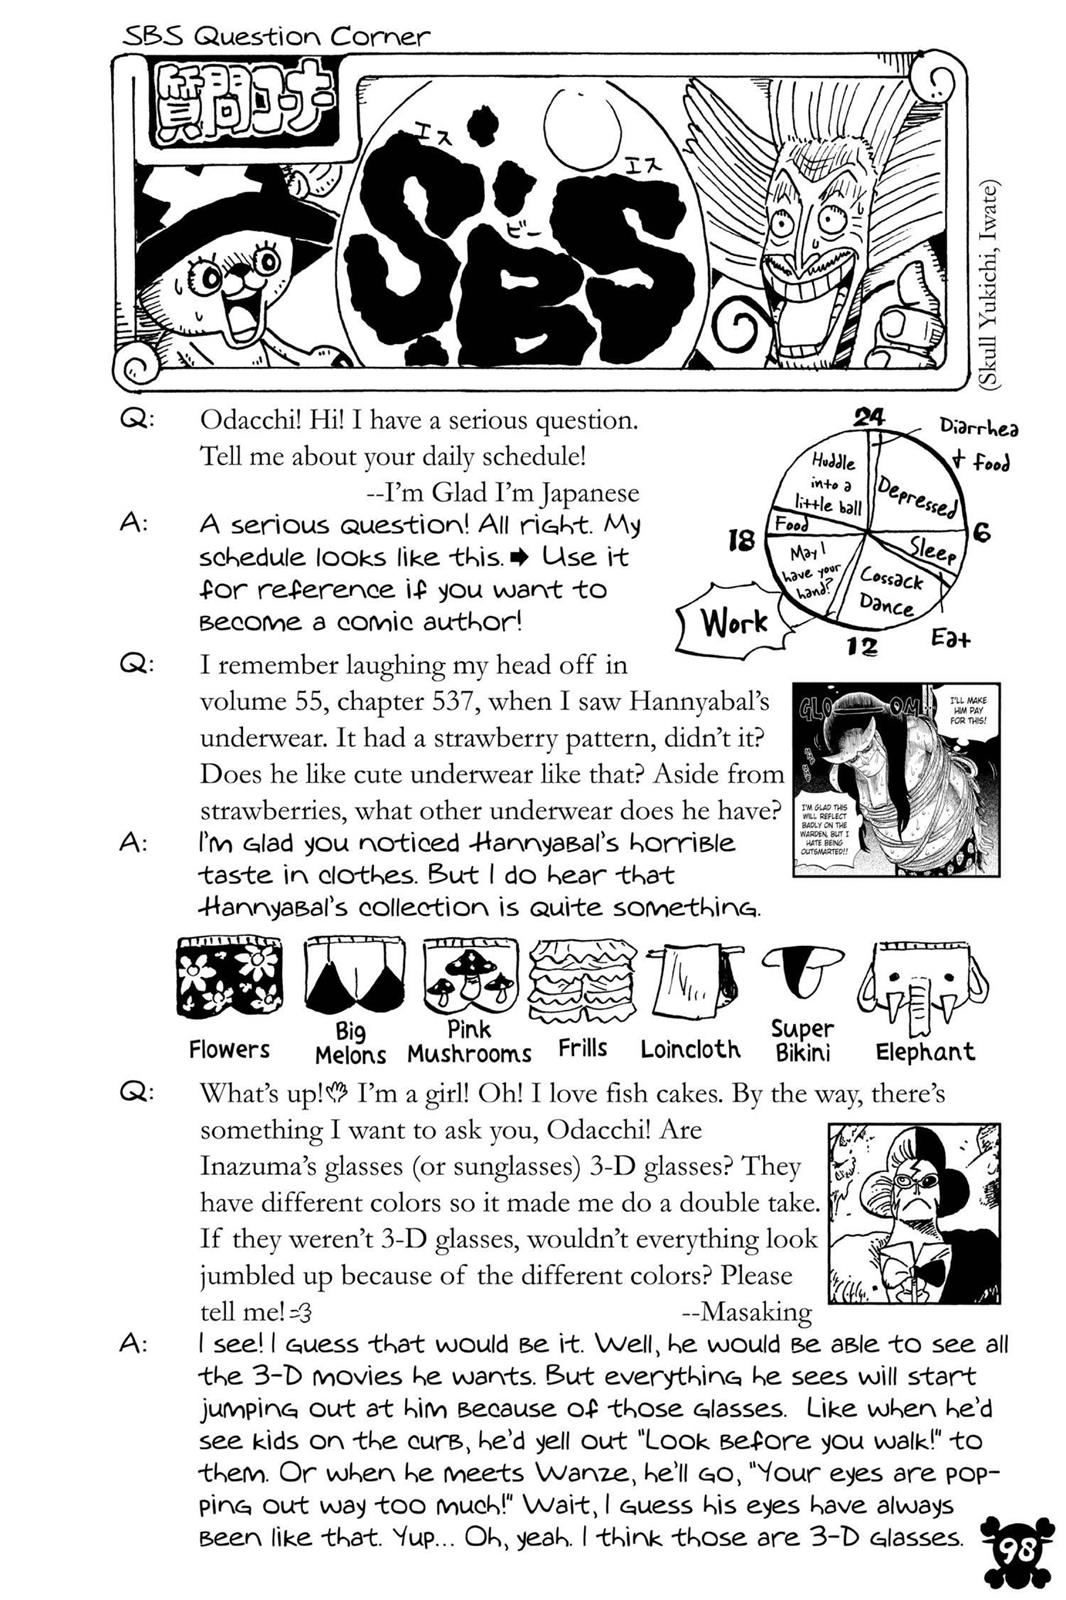 SBS Question Corner
質問コーナー
エス
ビー
エス
SBS
(Skull Yukichi, Iwate)
Q: Odacchi! Hi! I have a serious question.
Tell me about your daily schedule!
--I'm Glad I'm Japanese
A: A serious question! All right. My
schedule looks like this. ➡ Use it
for reference if you want to
become a comic author!
24
Diarrhea
+ Food
Huddle
into a
little ball
Depressed
Food
18
6
Sleep
May I
have your
hand?
Cossack
Dance
Work
12
Eat
Q: I remember laughing my head off in
volume 55, chapter 537, when I saw Hannyabal's
underwear. It had a strawberry pattern, didn't it?
Does he like cute underwear like that? Aside from
strawberries, what other underwear does he have?
GLOOM!!
I'LL MAKE
HIM PAY
FOR THIS!
I'M GLAD THIS
WILL REFLECT
BADLY ON THE
WARDEN, BUT I
HATE BEING
OUTSMARTED!!
A: I'm glad you noticed Hannyabal's horrible
taste in clothes. But I do hear that
Hannyabal's collection is quite something.
Flowers
Big
Melons
Pink
Mushrooms
Frills
Loincloth
Super
Bikini
Elephant
Q: What's up! I'm a girl! Oh! I love fish cakes. By the way, there's
something I want to ask you, Odacchi! Are
Inazuma's glasses (or sunglasses) 3-D glasses? They
have different colors so it made me do a double take.
If they weren't 3-D glasses, wouldn't everything look
jumbled up because of the different colors? Please
tell me! =3 --Masaking
A: I see! I guess that would be it. Well, he would be able to see all
the 3-D movies he wants. But everything he sees will start
jumping out at him because of those glasses. Like when he'd
see kids on the curb, he'd yell out "Look before you walk!" to
them. Or when he meets Wanze, he'll go, "Your eyes are pop-
ping out way too much!" Wait, I guess his eyes have always
been like that. Yup... Oh, yeah. I think those are 3-D glasses.
98